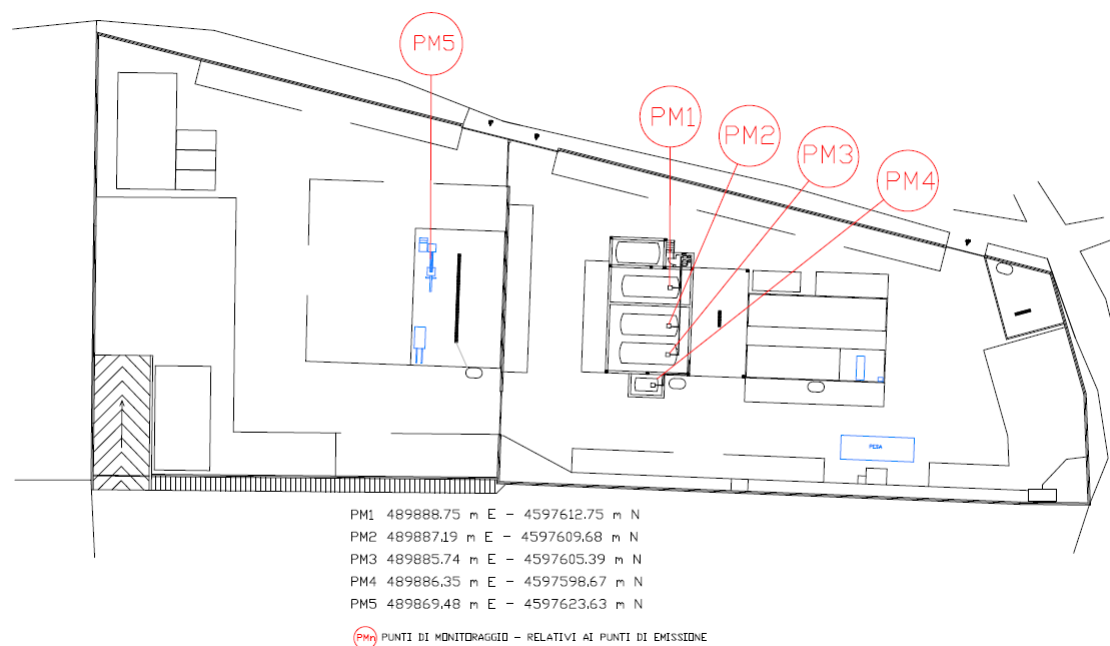 PM5
PM1
PM2
PM3
PM4
PESA
PM1 489888.75 m E - 4597612.75 m N
PM2 489887,19 m E - 4597609,68 m N
PM3 489885,74 m E - 4597605,39 m N
PM4 489886,35 m E - 4597598,67 m N
PM5 489869,48 m E - 4597623,63 m N
PMn PUNTI DI MONITORAGGIO - RELATIVI AI PUNTI DI EMISSIONE